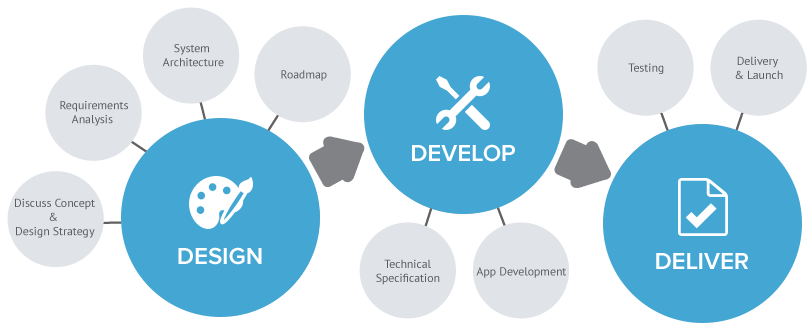 Discuss Concept
&
Design Strategy
Requirements
Analysis
System
Architecture
Roadmap
DESIGN
DEVELOP
Technical
Specification
App Development
Testing
Delivery
& Launch
DELIVER